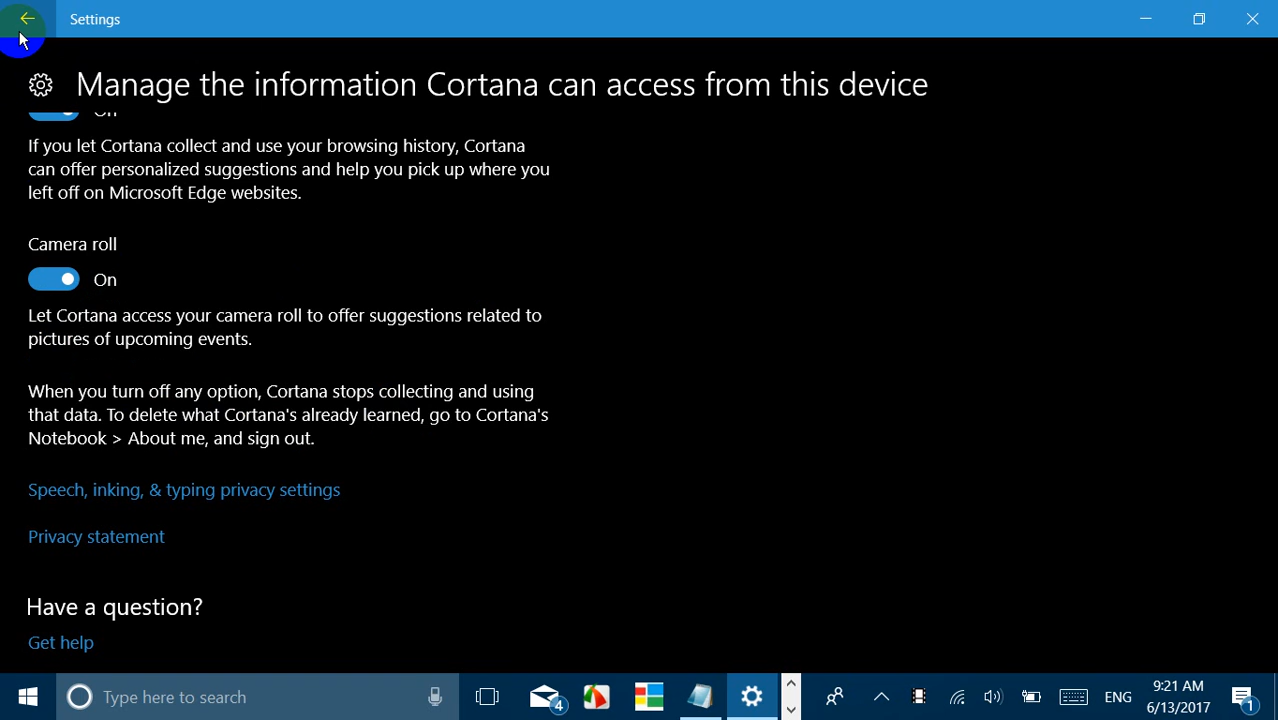 Settings
Manage the information Cortana can access from this device
On
If you let Cortana collect and use your browsing history, Cortana
can offer personalized suggestions and help you pick up where you
left off on Microsoft Edge websites.
Camera roll
On
Let Cortana access your camera roll to offer suggestions related to
pictures of upcoming events.
When you turn off any option, Cortana stops collecting and using
that data. To delete what Cortana's already learned, go to Cortana's
Notebook > About me, and sign out.
Speech, inking, & typing privacy settings
Privacy statement
Have a question?
Get help
Type here to search
4
ENG
9:21 AM
6/13/2017
1